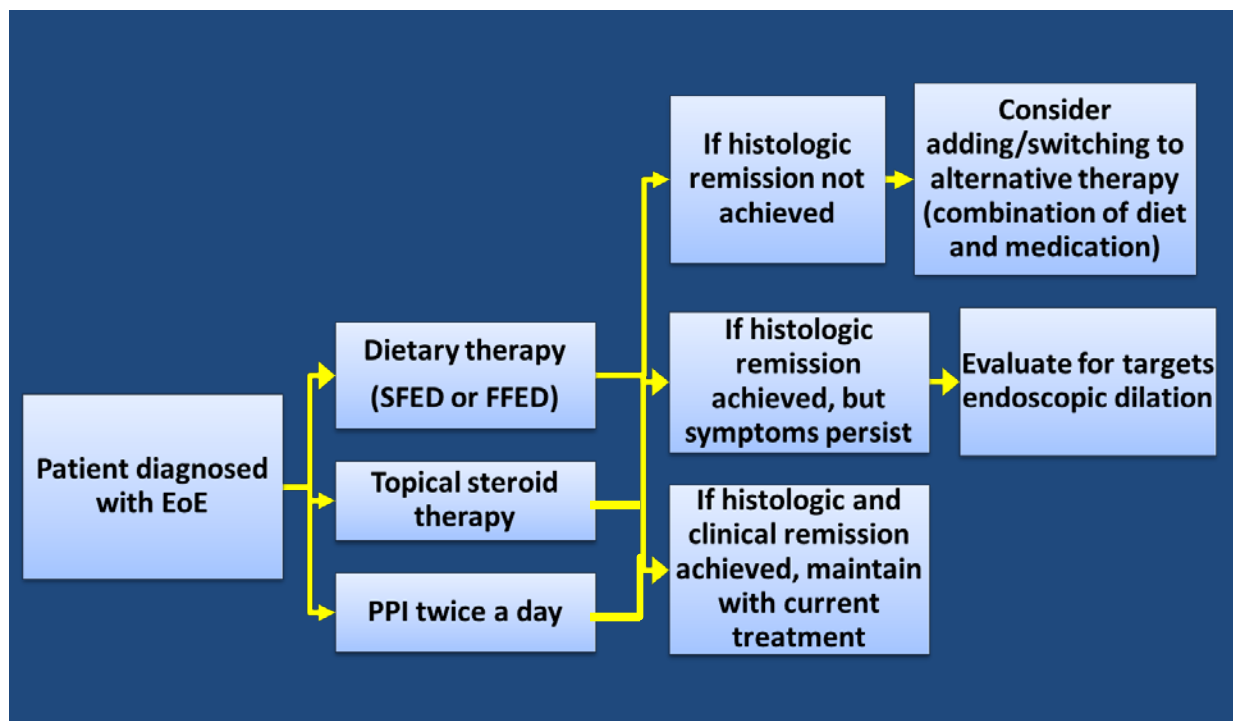 Patient diagnosed
with EoE
Dietary therapy
(SFED or FFED)
Topical steroid
therapy
PPI twice a day
If histologic
remission not
achieved
Consider
adding/switching to
alternative therapy
(combination of diet
and medication)
If histologic
remission
achieved, but
symptoms persist
Evaluate for targets
endoscopic dilation
If histologic and
clinical remission
achieved, maintain
with current
treatment